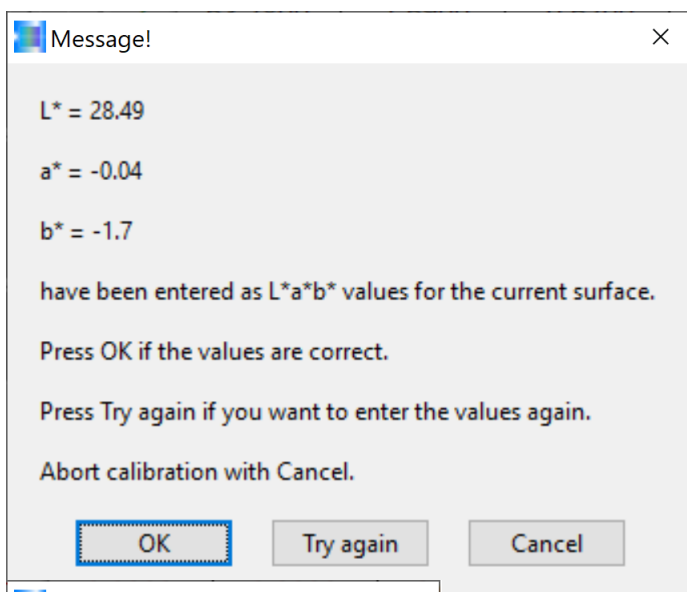 Message!
L* = 28.49
a* = -0.04
b* = -1.7
have been entered as L*a*b* values for the current surface.
Press OK if the values are correct.
Press Try again if you want to enter the values again.
Abort calibration with Cancel.
OK Try again Cancel